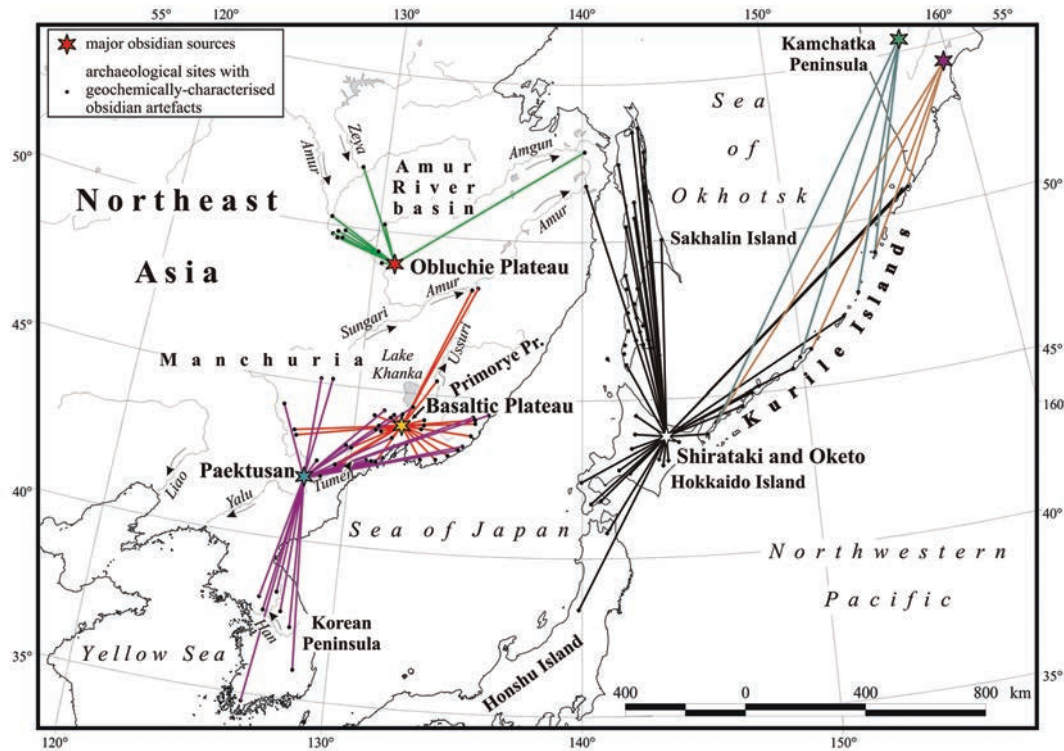 120° 130° 140° 150° 160°
55° 55°
major obsidian sources
archaeological sites with
geochemically-characterised
obsidian artefacts
Kamchatka
Peninsula
Sea
of
Okhotsk
50°
50°
Zeya
Amur
Amgun'
Amur
River
basin
Amur
Northeast
Asia
Sakhalin Island
Obluchie Plateau
Amur
Sungari
Kurile Islands
45°
45°
Manchuria
Lake
Khanka
Ussuri
Primorye Pr.
Basaltic Plateau
160°
Paektusan
Tumen
Shirataki and Oketo
Hokkaido Island
Liao
Yalu
40°
40°
Sea of Japan
Northwestern
Pacific
Han
Korean
Peninsula
Yellow Sea
Honshu Island
35°
35°
400 0 400 800 km
120° 130° 140° 150°